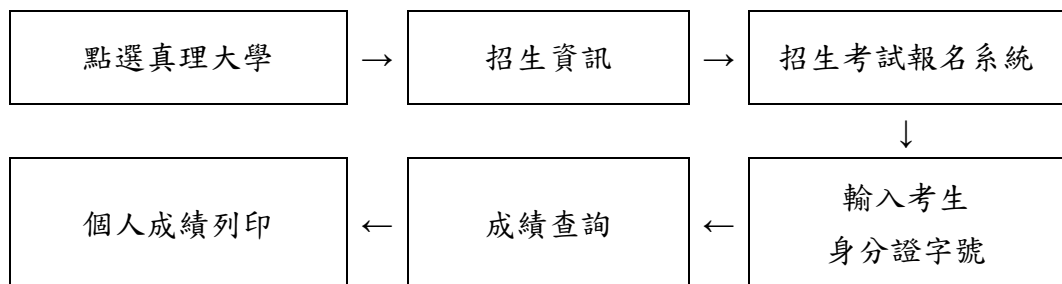 點選真理大學 → 招生資訊 → 招生考試報名系統
↓
個人成績列印 ← 成績查詢 ← 輸入考生
身分證字號